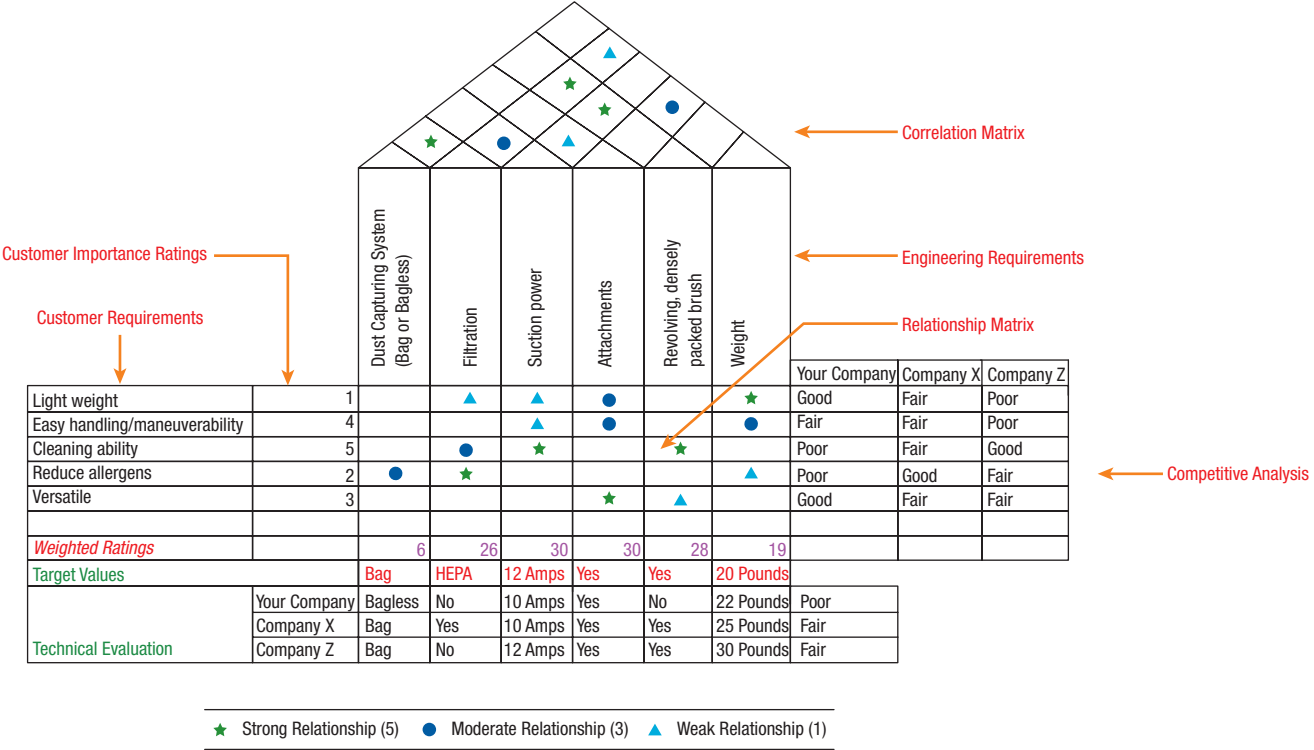 Correlation Matrix
Customer Importance Ratings
Engineering Requirements
Customer Requirements
Relationship Matrix
Dust Capturing System
(Bag or Bagless)
Filtration
Suction power
Attachments
Revolving, densely
packed brush
Weight
Your Company Company X Company Z
Light weight 1 Good Fair Poor
Easy handling/maneuverability 4 Fair Fair Poor
Cleaning ability 5 Poor Fair Good
Reduce allergens 2 Poor Good Fair
Versatile 3 Good Fair Fair
Competitive Analysis
Weighted Ratings 6 26 30 30 28 19
Target Values Bag HEPA 12 Amps Yes Yes 20 Pounds
Your Company Bagless No 10 Amps Yes No 22 Pounds Poor
Company X Bag Yes 10 Amps Yes Yes 25 Pounds Fair
Technical Evaluation Company Z Bag No 12 Amps Yes Yes 30 Pounds Fair
Strong Relationship (5) Moderate Relationship (3) Weak Relationship (1)